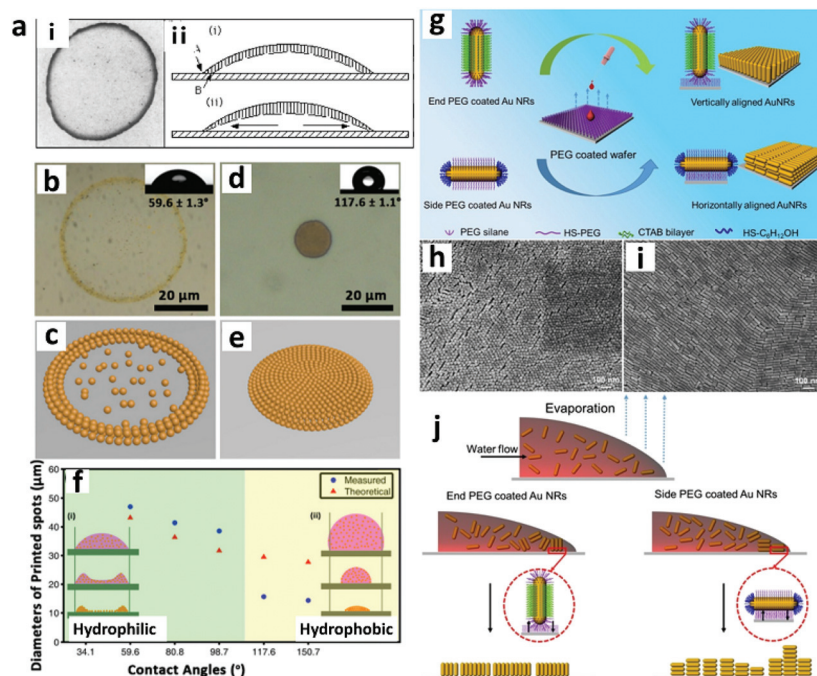 a
i
ii
(i)
A
B
(ii)
b
59.6 ± 1.3°
20 μm
d
117.6 ± 1.1°
20 μm
c
e
f
Diameters of Printed spots (μm)
60
50
40
30
20
10
0
Measured
Theoretical
(i)
(ii)
Hydrophilic
Hydrophobic
34.1
59.6
80.8
98.7
117.6
150.7
Contact Angles (°)
g
End PEG coated Au NRs
PEG coated wafer
Vertically aligned AuNRs
Side PEG coated Au NRs
Horizontally aligned AuNRs
PEG silane
HS-PEG
CTAB bilayer
HS-C₆H₁₂OH
h
100 nm
i
100 nm
j
Evaporation
Water flow
End PEG coated Au NRs
Side PEG coated Au NRs